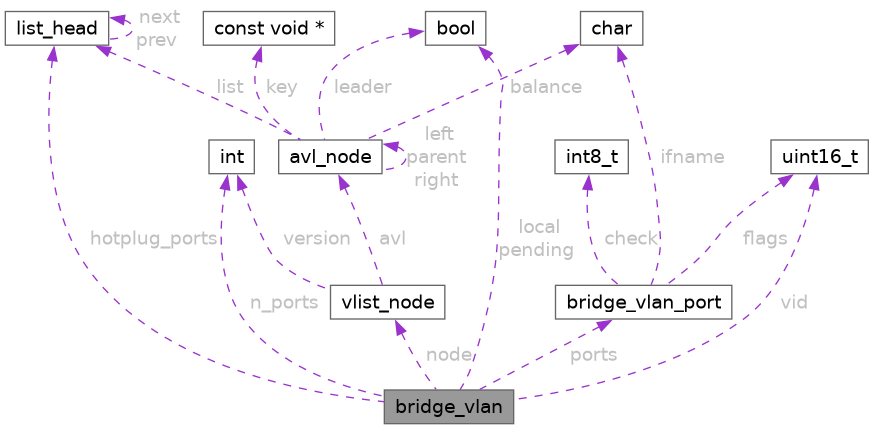 list_head
next
prev
const void *
bool
char
list
key
leader
balance
int
avl_node
left
parent
right
int8_t
uint16_t
ifname
hotplug_ports
version
avl
local
pending
check
flags
n_ports
vlist_node
bridge_vlan_port
vid
node
ports
bridge_vlan